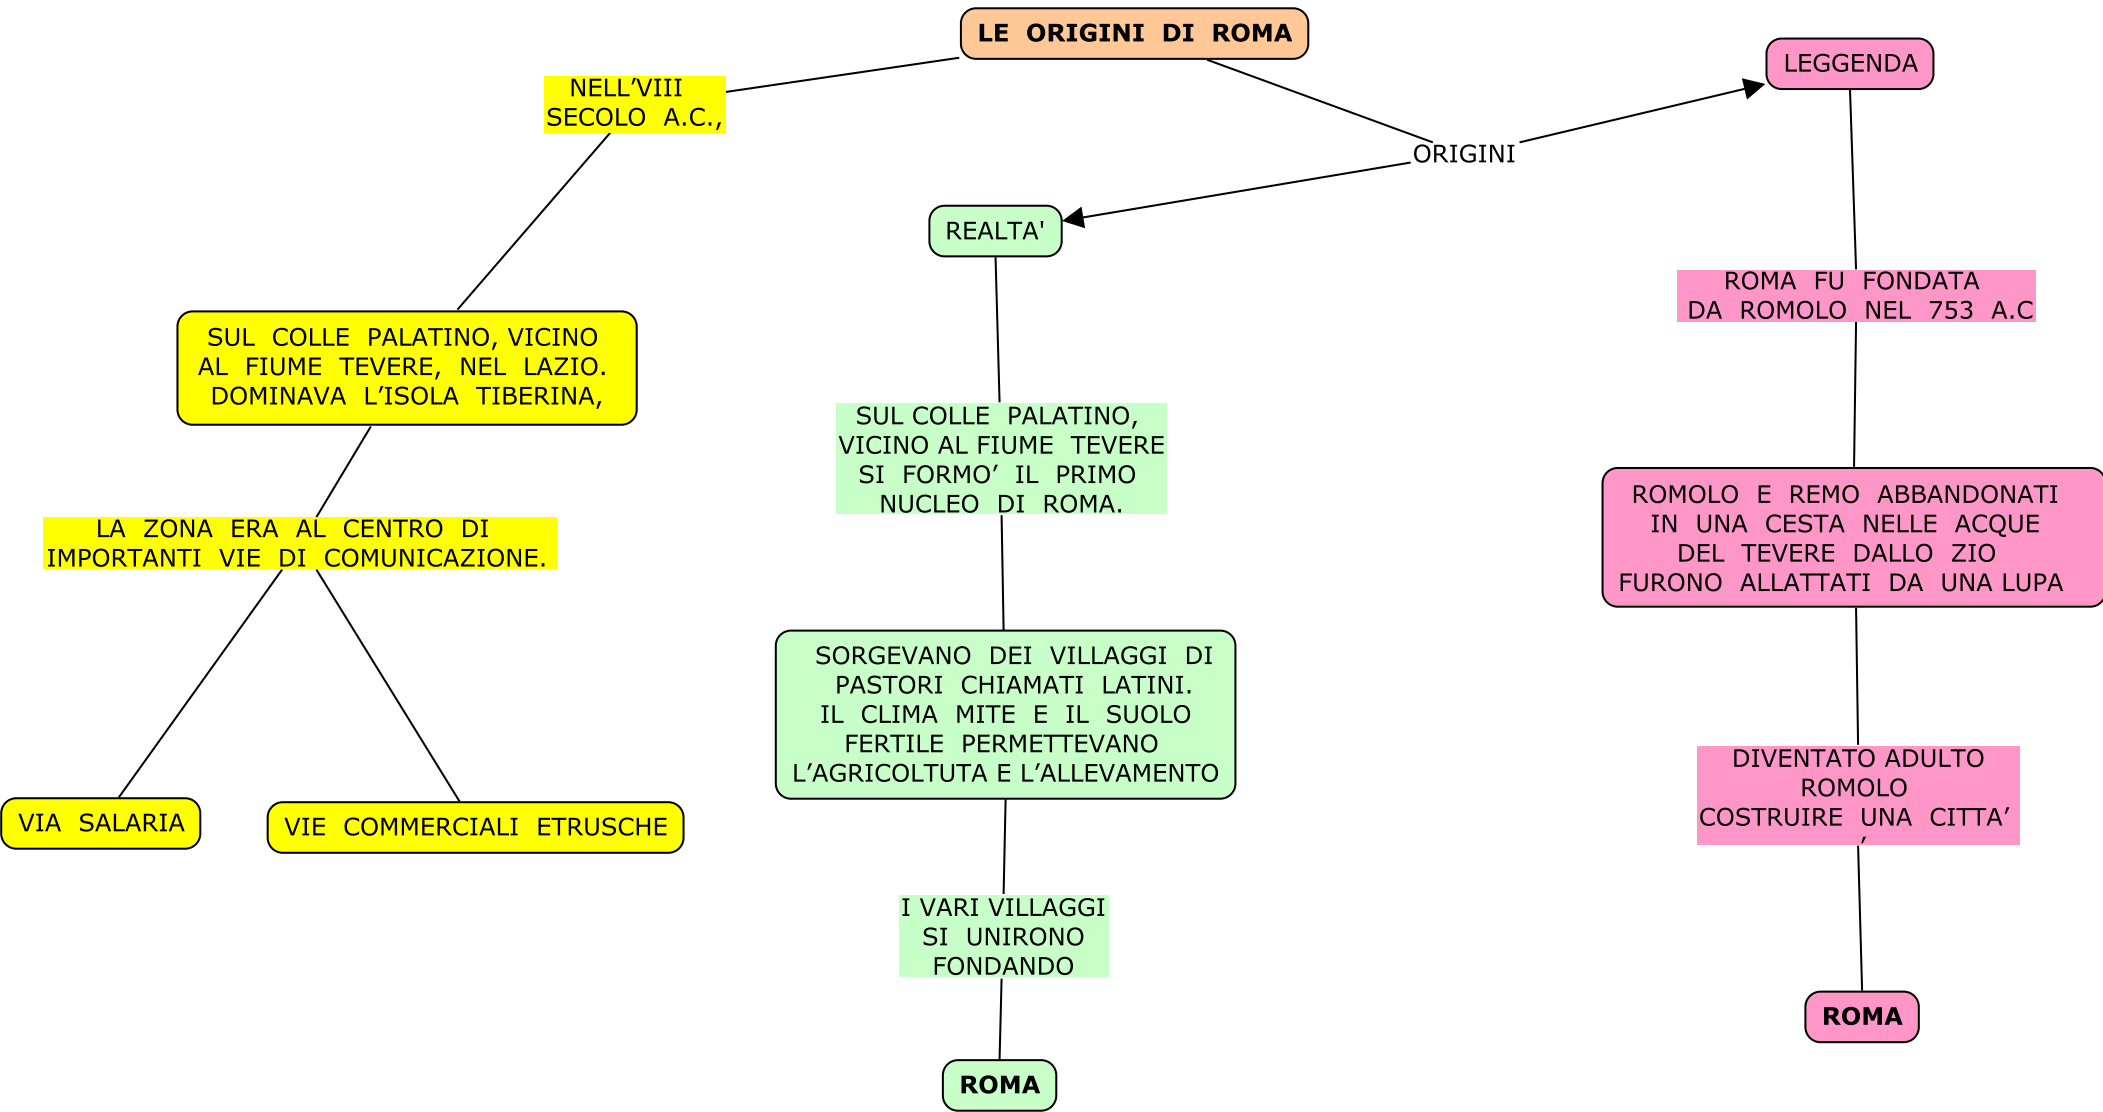 LE ORIGINI DI ROMA
NELL’VIII
SECOLO A.C.,
SUL COLLE PALATINO, VICINO
AL FIUME TEVERE, NEL LAZIO.
DOMINAVA L’ISOLA TIBERINA,
LA ZONA ERA AL CENTRO DI
IMPORTANTI VIE DI COMUNICAZIONE.
VIA SALARIA
VIE COMMERCIALI ETRUSCHE
ORIGINI
REALTA'
SUL COLLE PALATINO,
VICINO AL FIUME TEVERE
SI FORMO’ IL PRIMO
NUCLEO DI ROMA.
SORGEVANO DEI VILLAGGI DI
PASTORI CHIAMATI LATINI.
IL CLIMA MITE E IL SUOLO
FERTILE PERMETTEVANO
L’AGRICOLTUTA E L’ALLEVAMENTO
I VARI VILLAGGI
SI UNIRONO
FONDANDO
ROMA
LEGGENDA
ROMA FU FONDATA
DA ROMOLO NEL 753 A.C
ROMOLO E REMO ABBANDONATI
IN UNA CESTA NELLE ACQUE
DEL TEVERE DALLO ZIO
FURONO ALLATTATI DA UNA LUPA
DIVENTATO ADULTO
ROMOLO
COSTRUIRE UNA CITTA’
’
ROMA